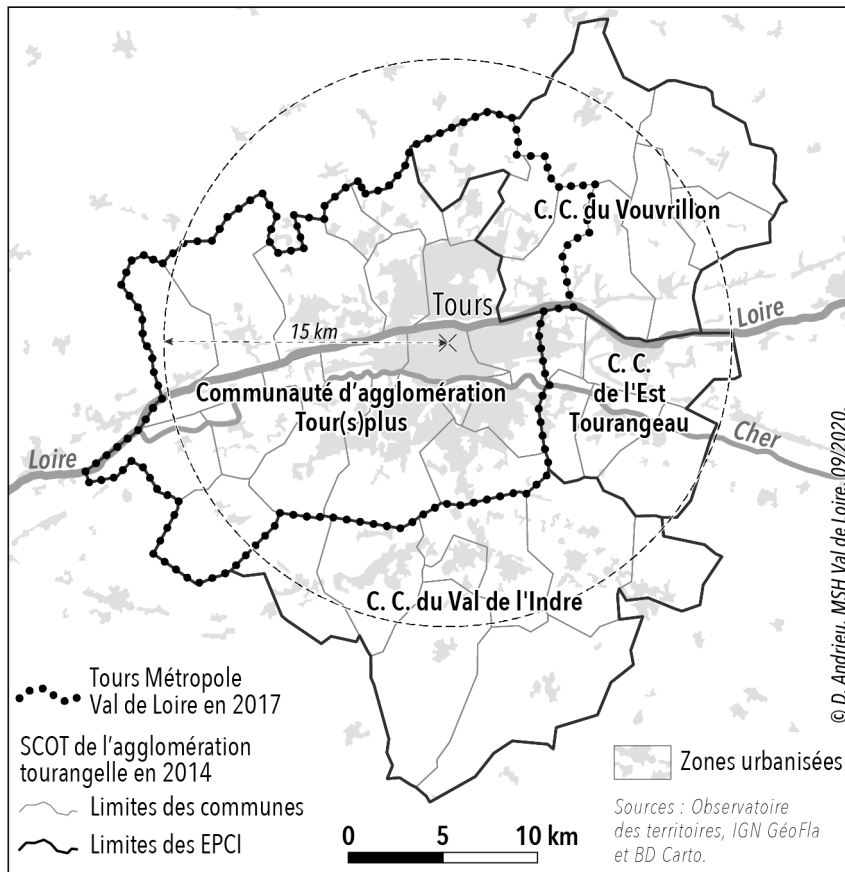 C. C. du Vouvrillon
Tours
Loire
15 km
C. C.
de l'Est
Tourangeau
Communauté d'agglomération
Tour(s)plus
Cher
Loire
C. C. du Val de l'Indre
Tours Métropole
Val de Loire en 2017
SCOT de l'agglomération
tourangelle en 2014
Limites des communes
Limites des EPCI
0 5 10 km
Zones urbanisées
Sources : Observatoire
des territoires, IGN GéoFla
et BD Carto.
© D. Andrieu, MSH Val de Loire, 09/2020.